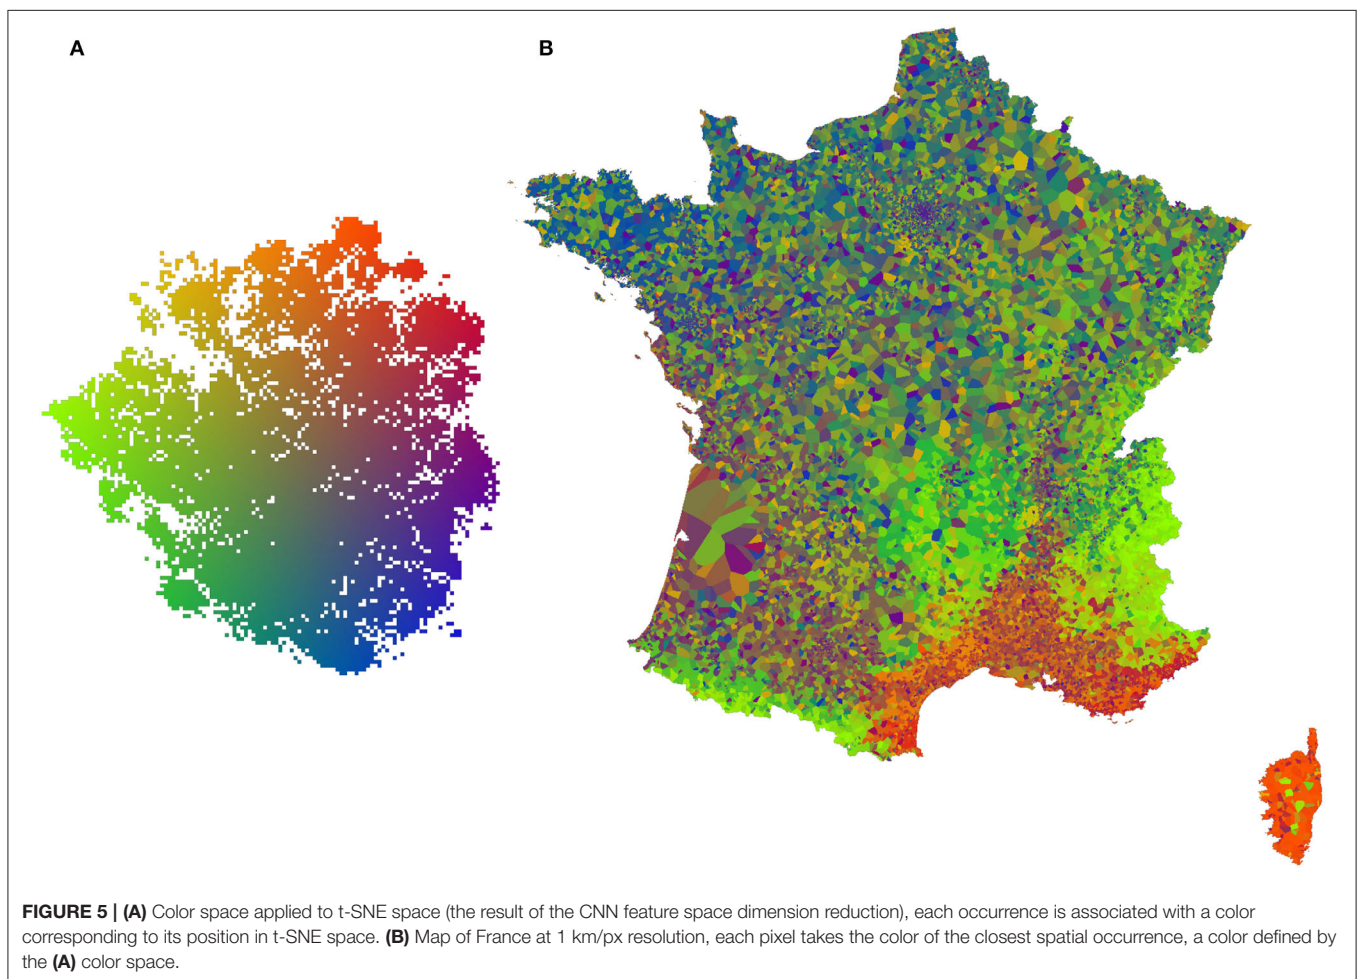 A
B
FIGURE 5 | (A) Color space applied to t-SNE space (the result of the CNN feature space dimension reduction), each occurrence is associated with a color
corresponding to its position in t-SNE space. (B) Map of France at 1 km/px resolution, each pixel takes the color of the closest spatial occurrence, a color defined by
the (A) color space.